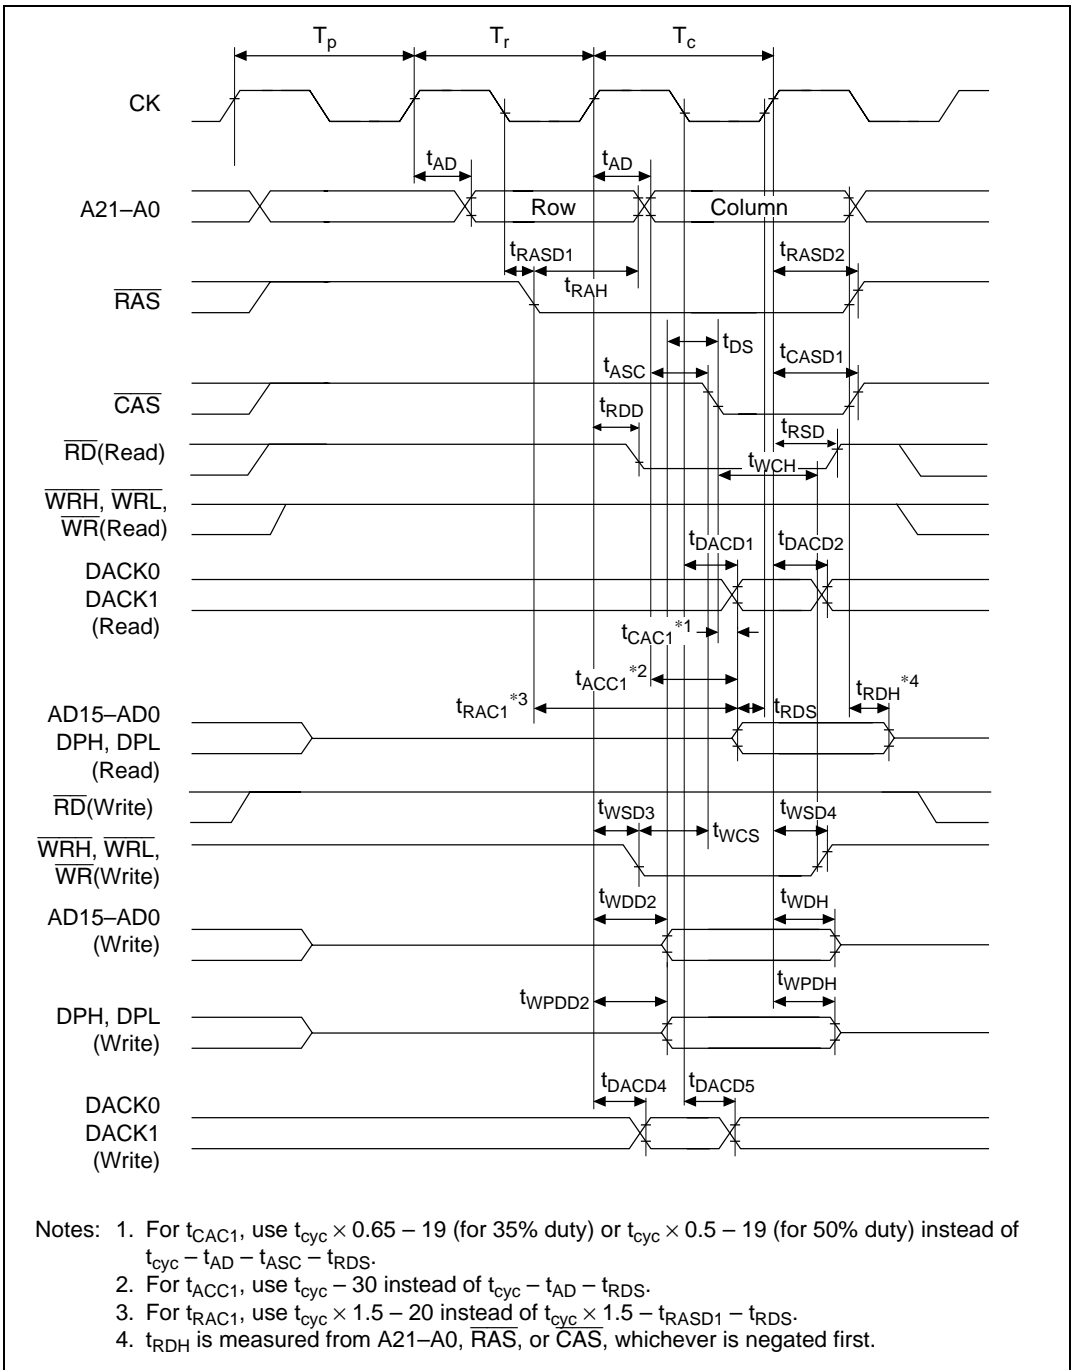 Tp Tr Tc
CK
tAD tAD
A21–A0 Row Column
tRASD1 tRASD2
tRAH
RAS
tDS
tASC tCASD1
CAS
tRDD
tRSD
RD(Read)
tWCH
WRH, WRL,
WR(Read)
tDACD1 tDACD2
DACK0
DACK1
(Read)
tCAC1*1
tACC1*2
tRAC1*3 tRDS tRDH*4
AD15–AD0
DPH, DPL
(Read)
RD(Write)
tWSD3 tWCS tWSD4
WRH, WRL,
WR(Write)
tWDD2 tWDH
AD15–AD0
(Write)
tWPDD2 tWPDH
DPH, DPL
(Write)
tDACD4 tDACD5
DACK0
DACK1
(Write)
Notes: 1. For tCAC1, use tcyc × 0.65 – 19 (for 35% duty) or tcyc × 0.5 – 19 (for 50% duty) instead of
tcyc – tAD – tASC – tRDS.
2. For tACC1, use tcyc – 30 instead of tcyc – tAD – tRDS.
3. For tRAC1, use tcyc × 1.5 – 20 instead of tcyc × 1.5 – tRASD1 – tRDS.
4. tRDH is measured from A21–A0, RAS, or CAS, whichever is negated first.